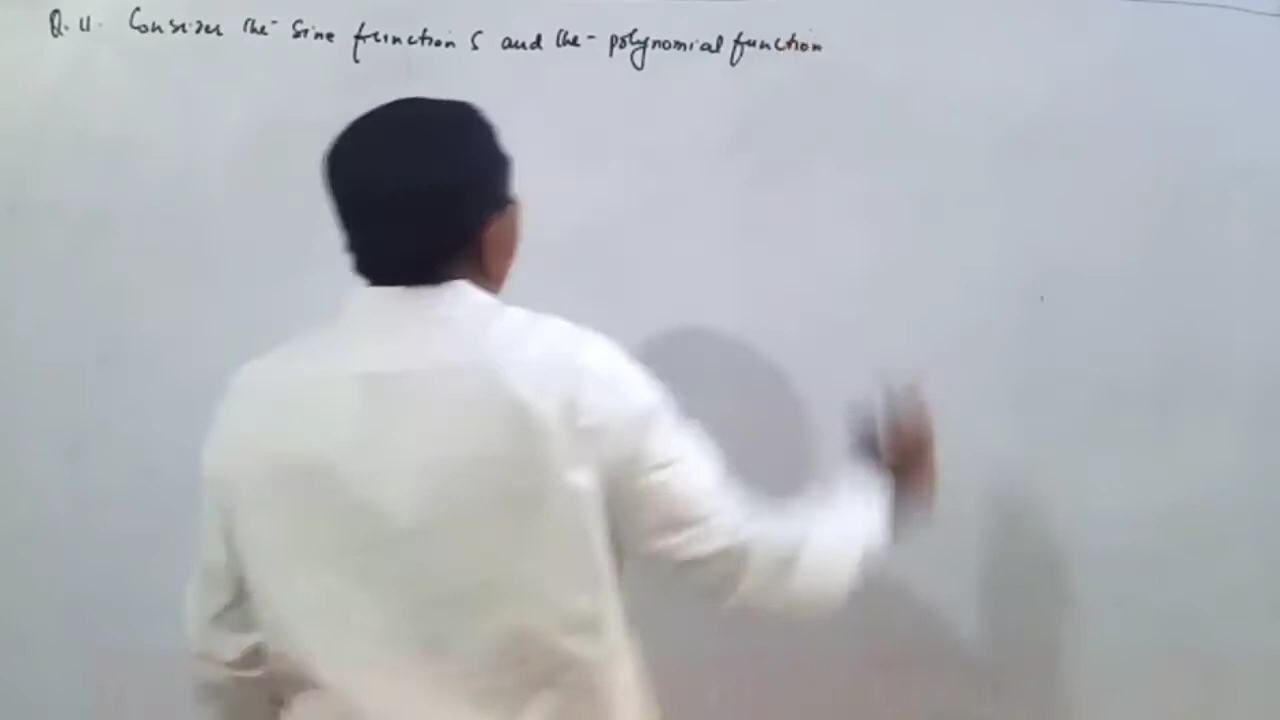 Q. 11. Consider the sine function S and the polynomial function